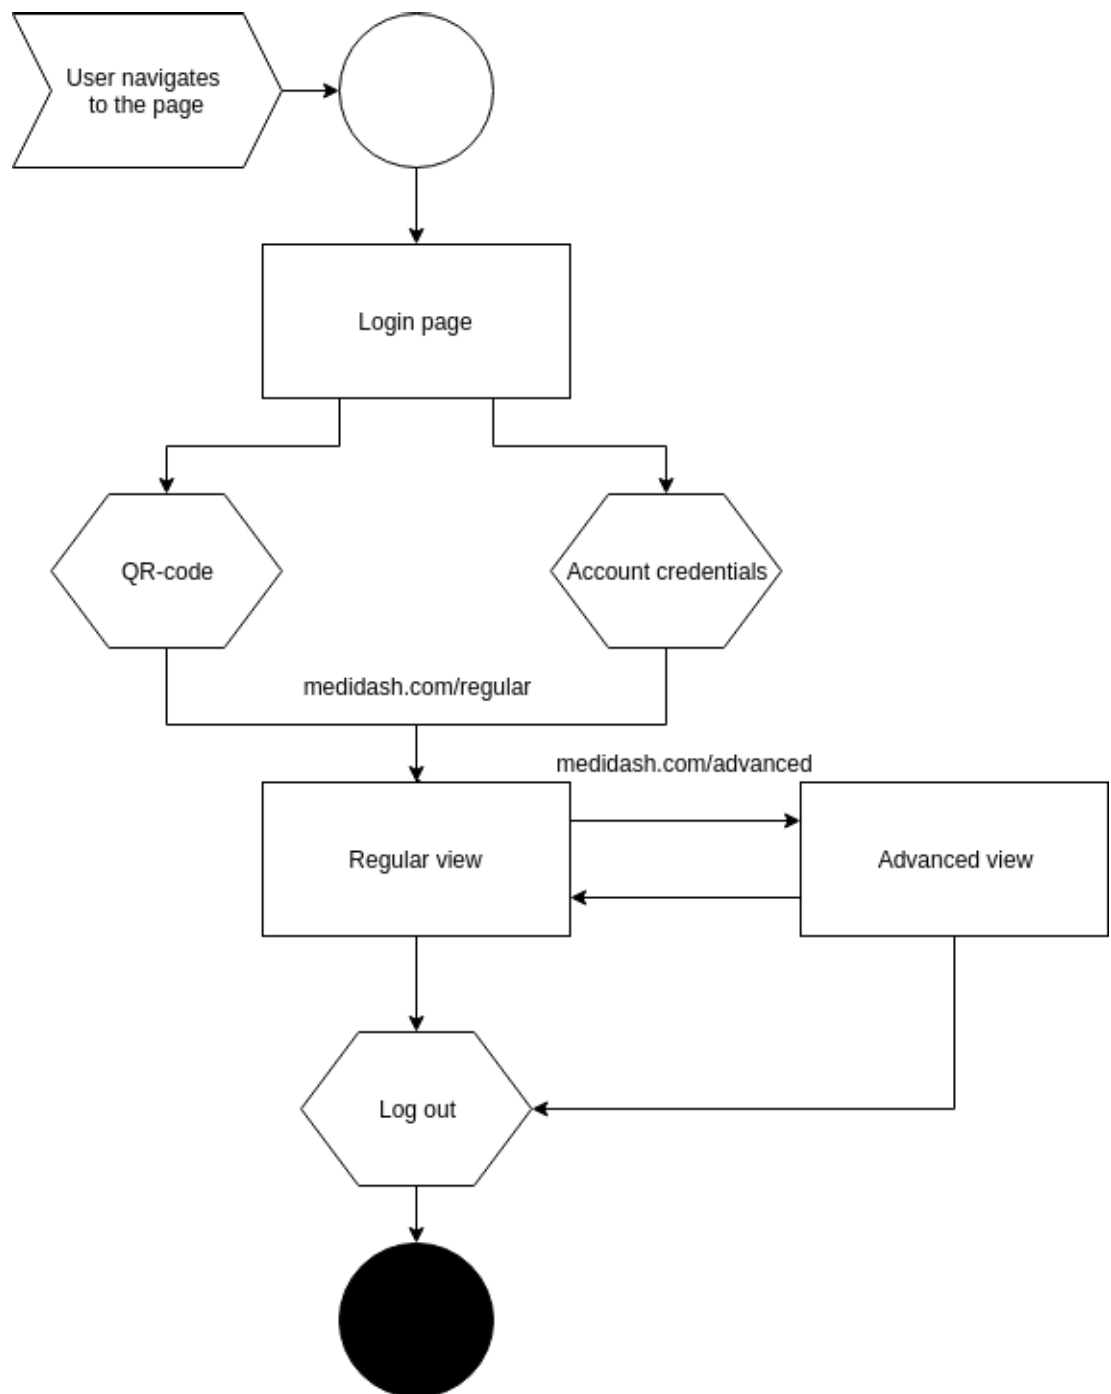 User navigates
to the page
Login page
QR-code
Account credentials
medidash.com/regular
medidash.com/advanced
Regular view
Advanced view
Log out